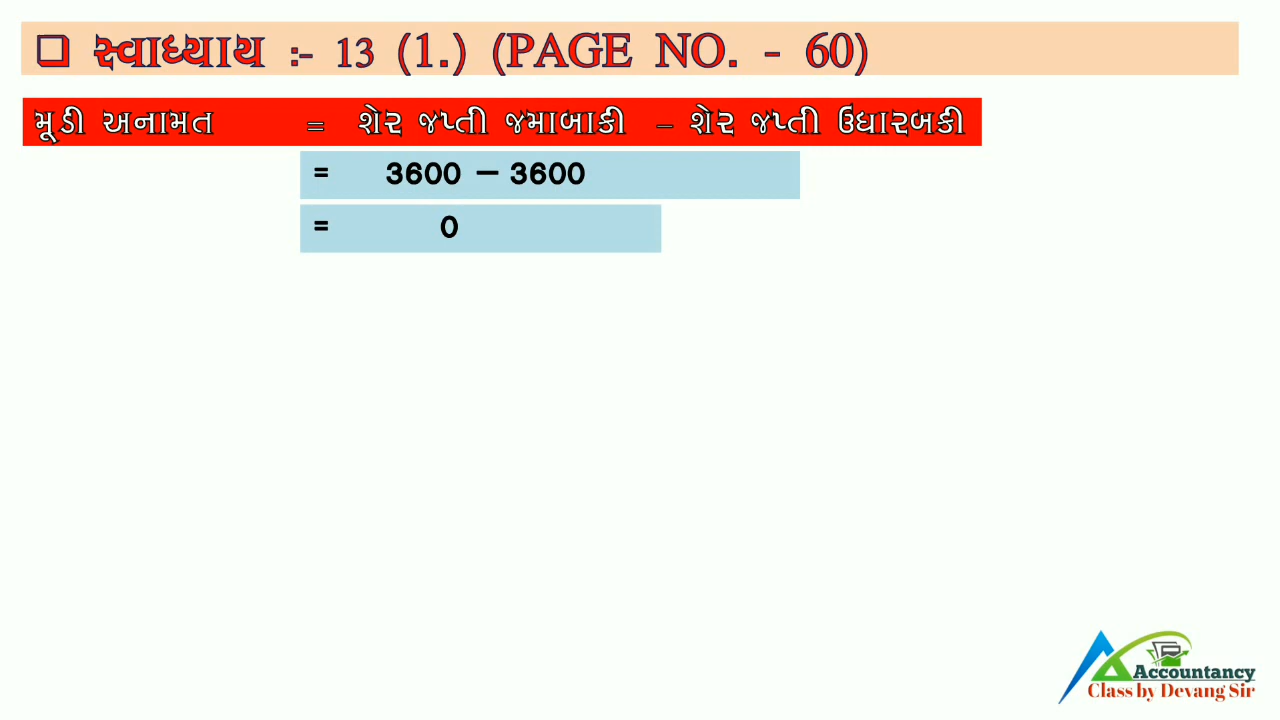 ❑ સ્વાધ્યાય :- 13 (1.) (PAGE NO. - 60)
મૂડી અનામત = શેર જપ્તી જમાબાકી – શેર જપ્તી ઉધારબકી
= 3600 – 3600
= 0
Accountancy
Class by Devang Sir